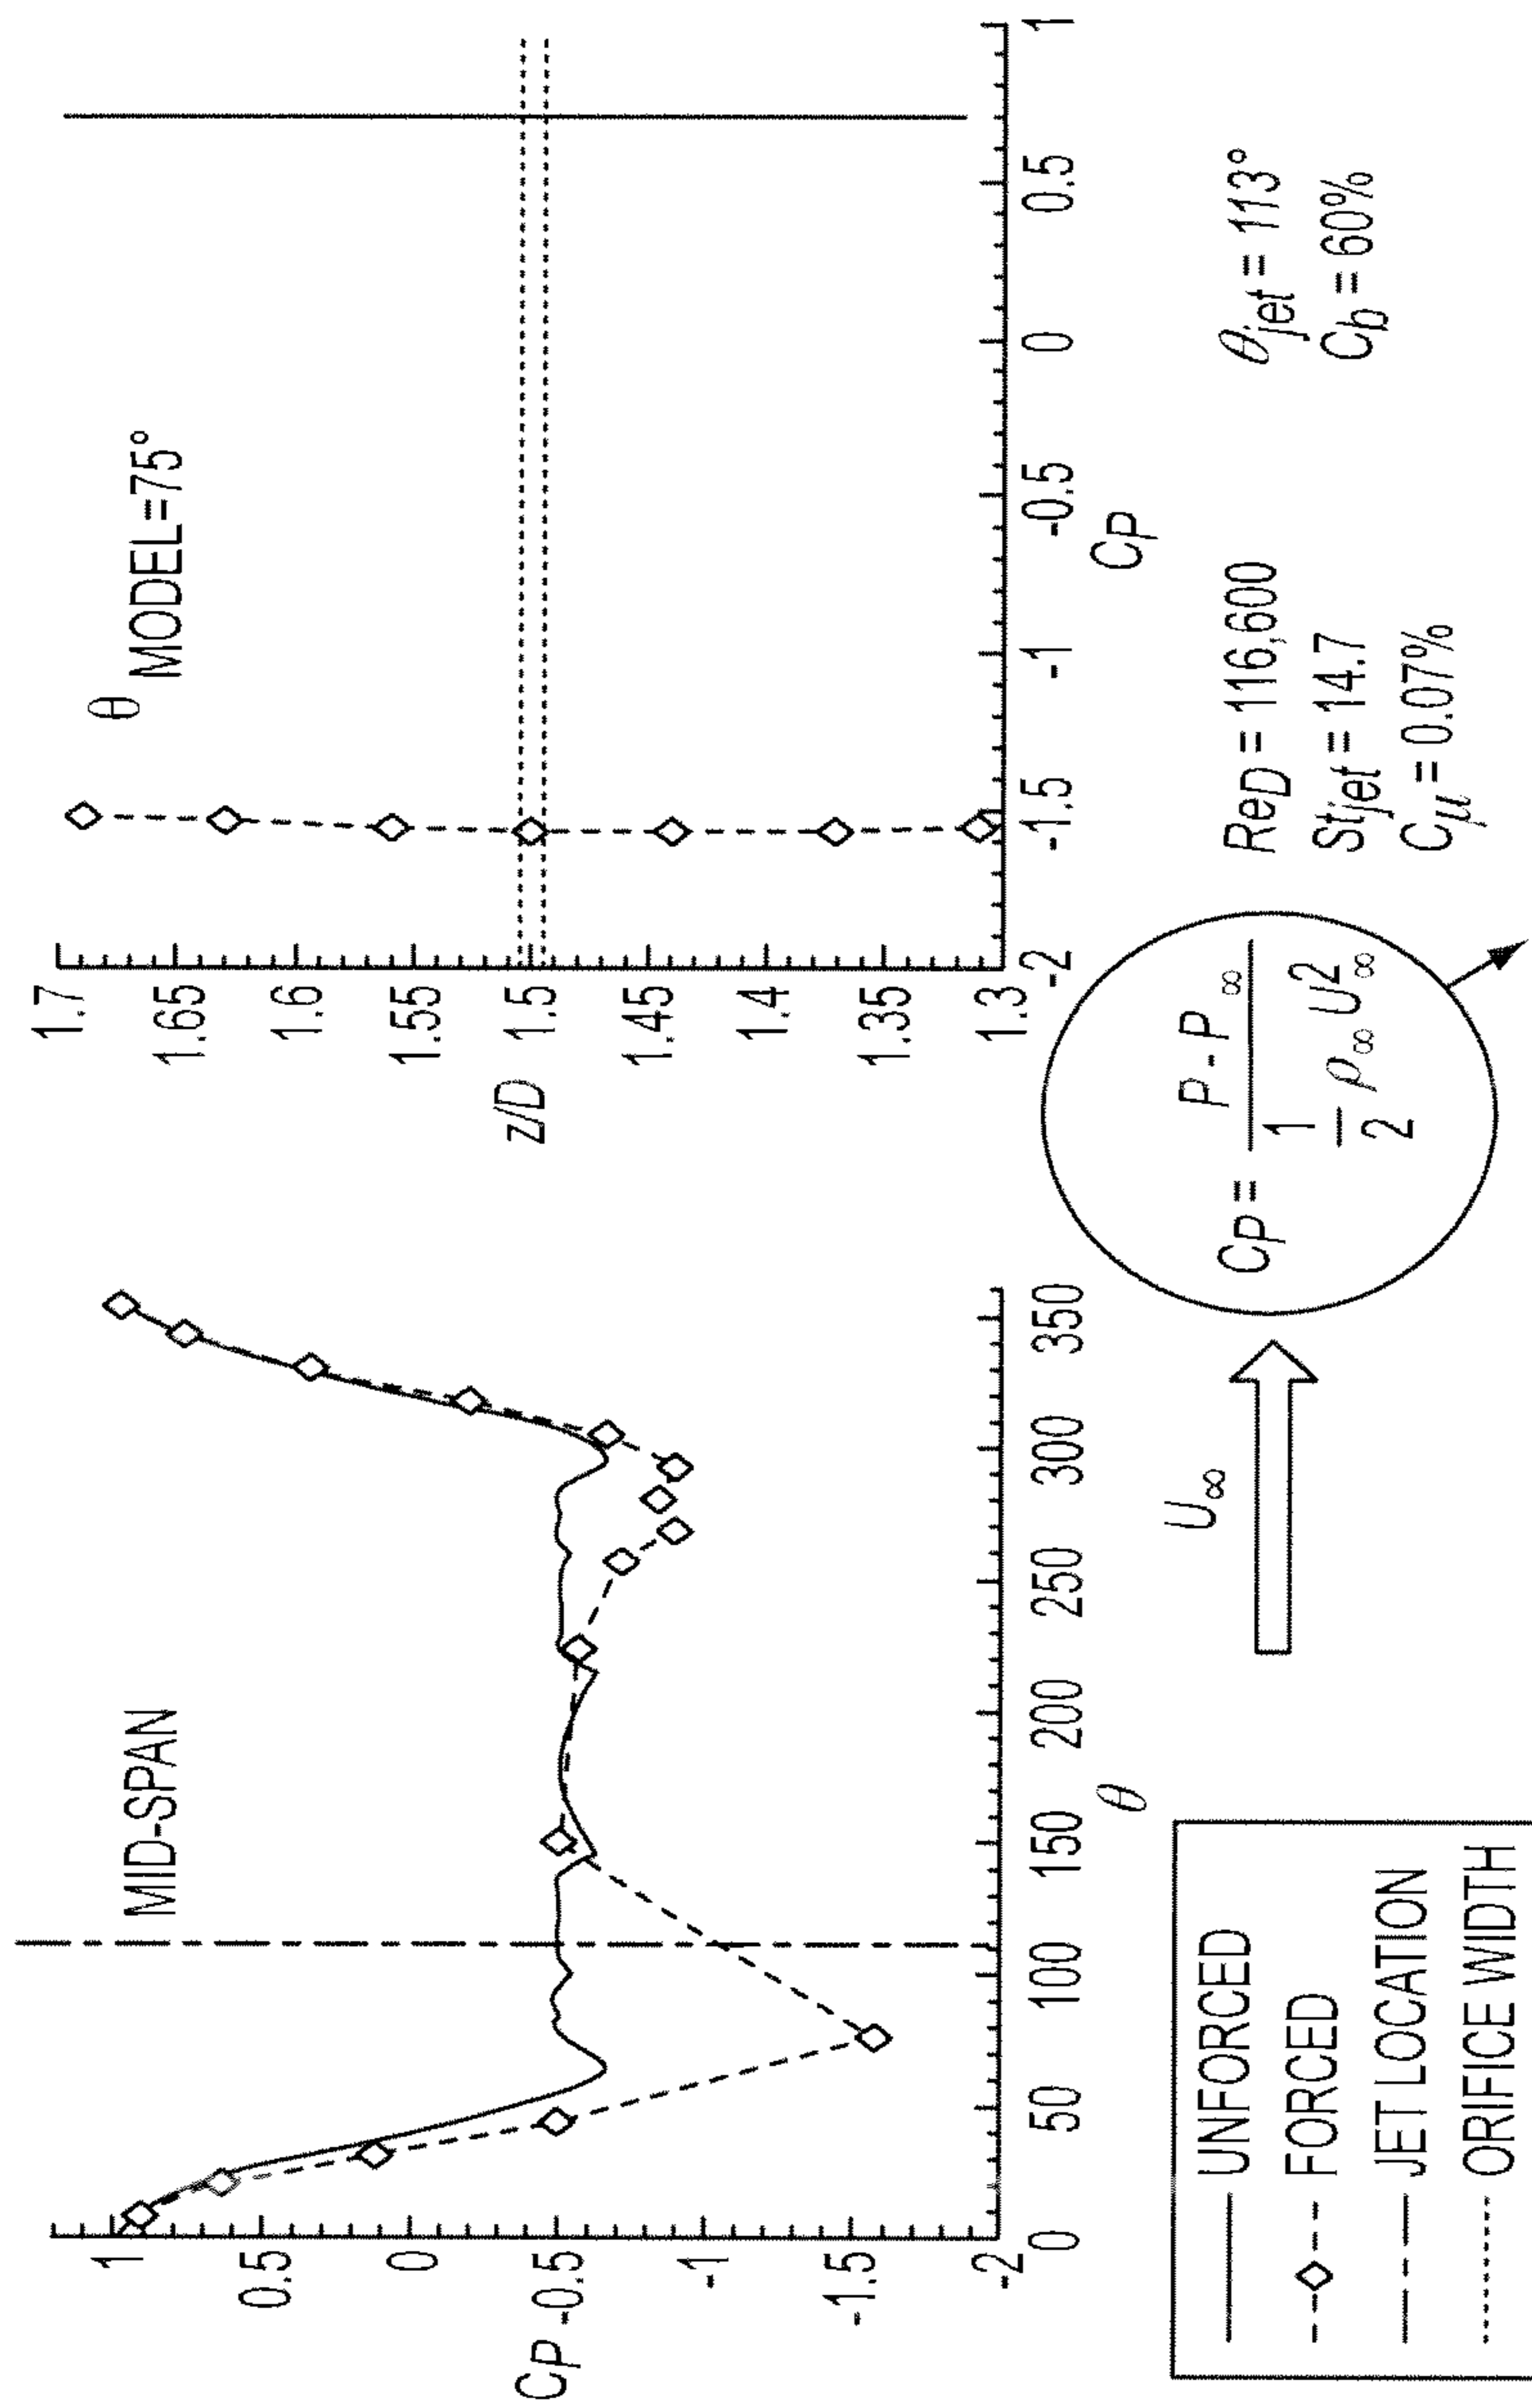 MID-SPAN
1
0.5
0
CP -0.5
-1
-1.5
-2
0 50 100 150 200 250 300 350
θ
θ MODEL=75°
1.7
1.65
1.6
1.55
z/D 1.5
1.45
1.4
1.35
1.3
-2 -1.5 -1 -0.5 0 0.5 1
CP
UNFORCED
FORCED
JET LOCATION
ORIFICE WIDTH
U∞
CP = P - P∞ / 1/2 ρ∞ U2∞
ReD = 116,600
Stjet = 14.7
Cμ = 0.07%
θjet = 113°
Cb = 60%